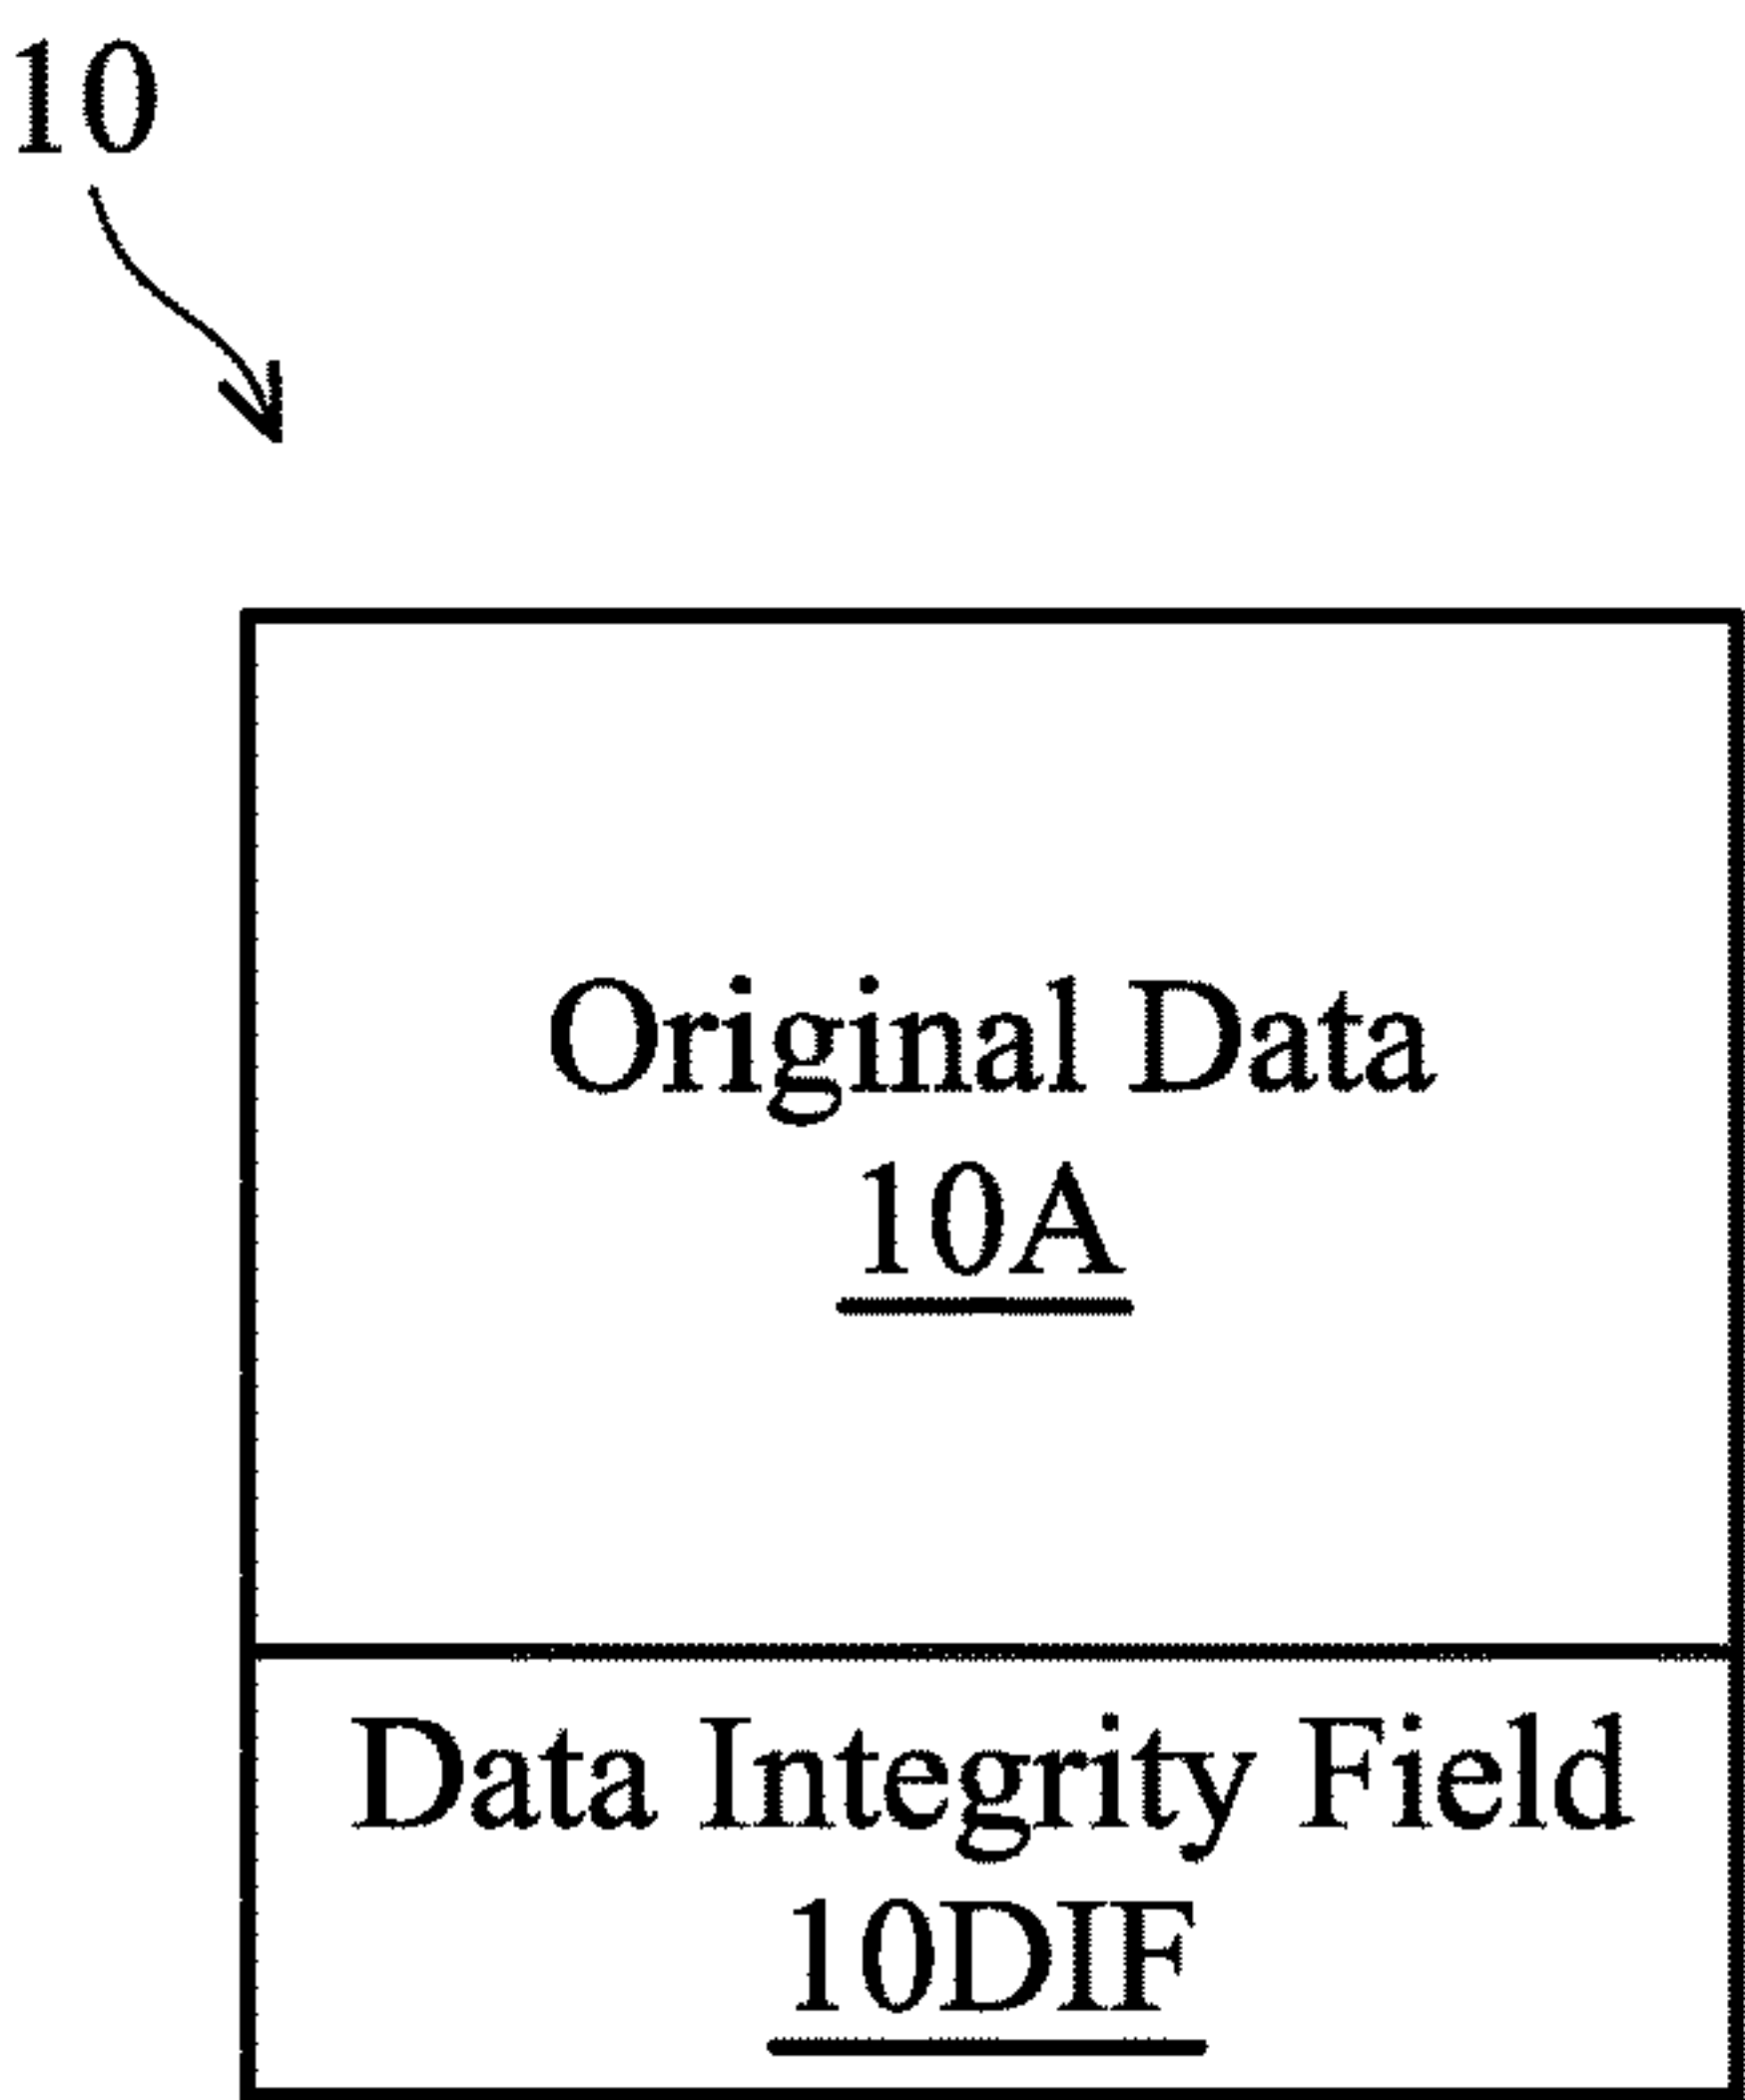 10
Original Data
10A
Data Integrity Field
10DIF